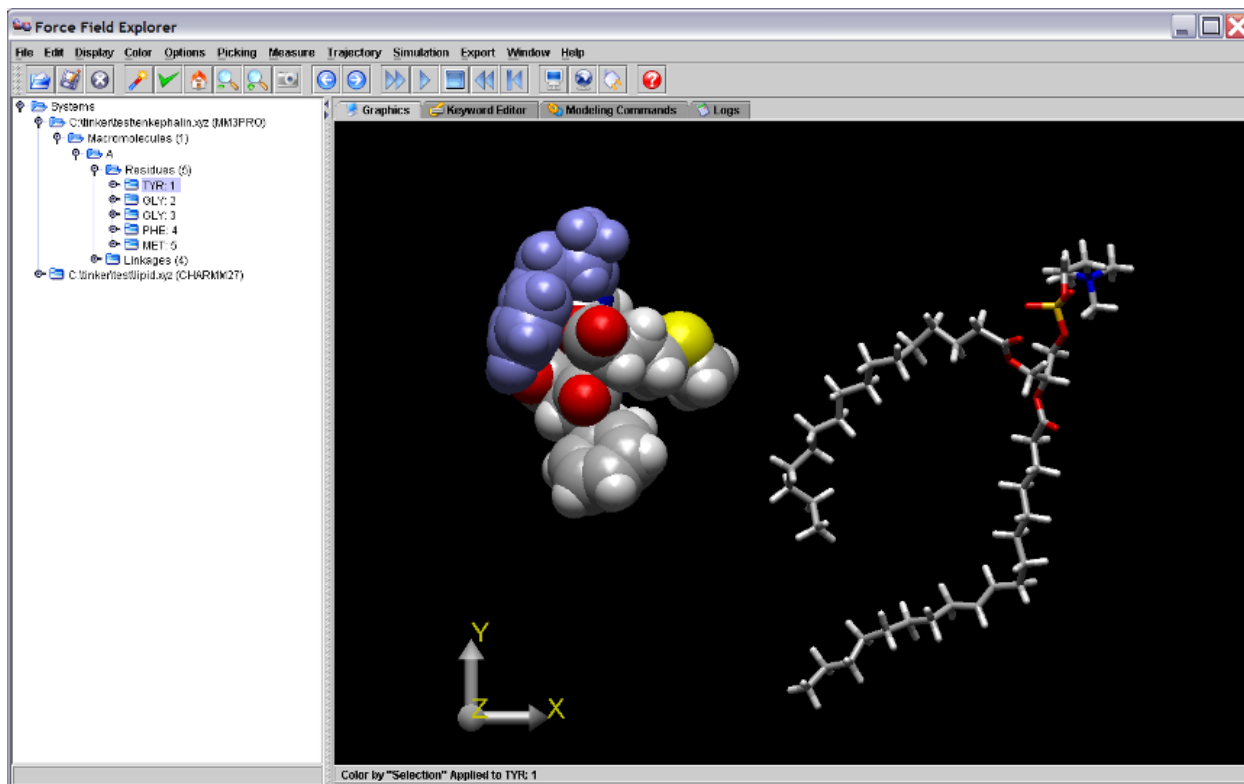 Force Field Explorer
File Edit Display Color Options Picking Measure Trajectory Simulation Export Window Help
Systems
C:\tinker\test\enkephalin.xyz (MM3PRO)
Macromolecules (1)
A
Residues (5)
TYR: 1
GLY: 2
GLY: 3
PHE: 4
MET: 5
Linkages (4)
C:\tinker\test\lipid.xyz (CHARMM27)
Graphics Keyword Editor Modeling Commands Logs
Y
Z X
Color by "Selection" Applied to TYR: 1